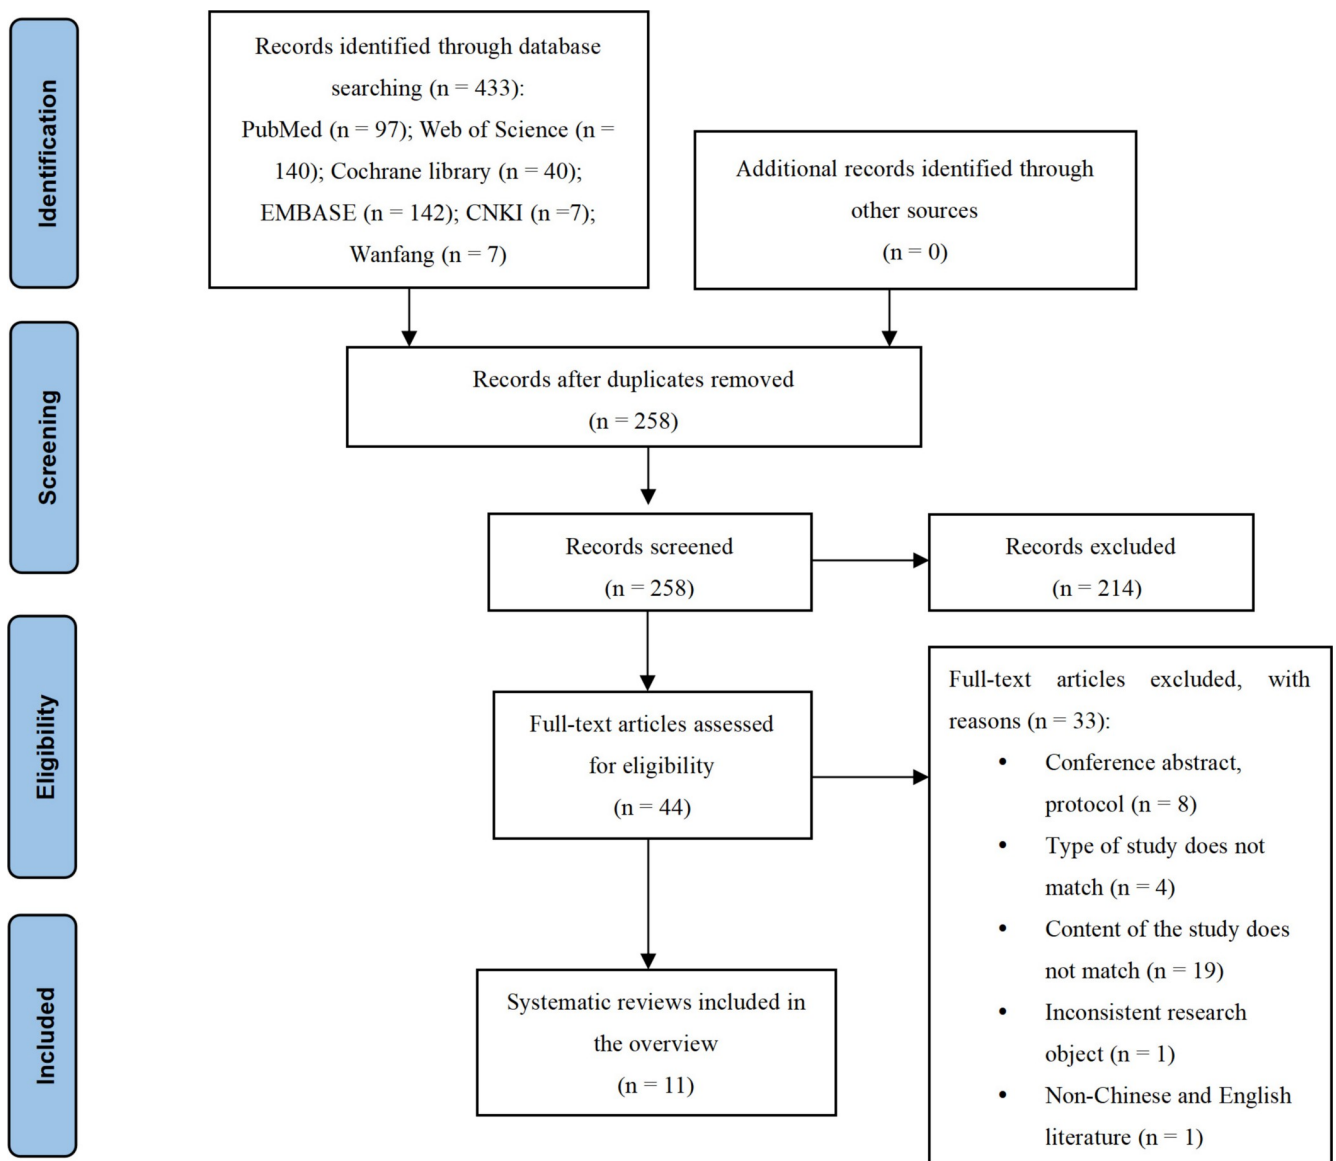 Identification
Records identified through database
searching (n = 433):
PubMed (n = 97); Web of Science (n =
140); Cochrane library (n = 40);
EMBASE (n = 142); CNKI (n =7);
Wanfang (n = 7)
Additional records identified through
other sources
(n = 0)
Screening
Records after duplicates removed
(n = 258)
Records screened
(n = 258)
Records excluded
(n = 214)
Eligibility
Full-text articles assessed
for eligibility
(n = 44)
Full-text articles excluded, with
reasons (n = 33):
• Conference abstract,
protocol (n = 8)
• Type of study does not
match (n = 4)
• Content of the study does
not match (n = 19)
• Inconsistent research
object (n = 1)
• Non-Chinese and English
literature (n = 1)
Included
Systematic reviews included in
the overview
(n = 11)